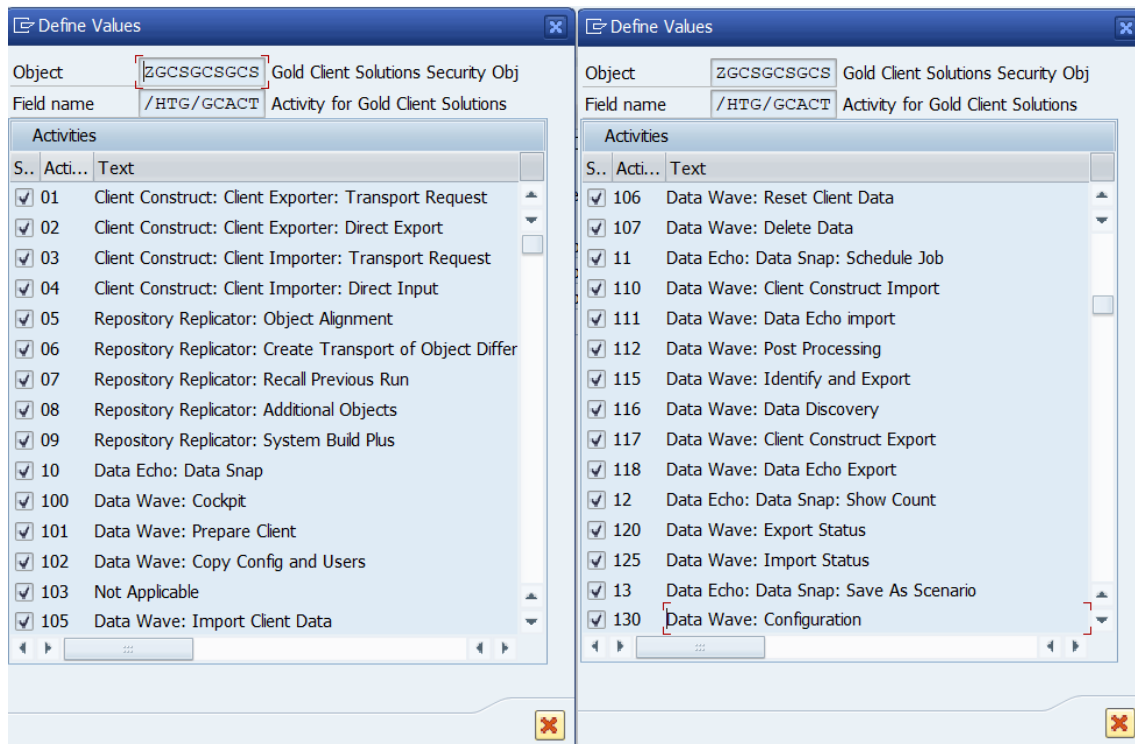 Define Values
Object ZGCSGCSGCS Gold Client Solutions Security Obj
Field name /HTG/GCACT Activity for Gold Client Solutions
Activities
S.. Acti... Text
01 Client Construct: Client Exporter: Transport Request
02 Client Construct: Client Exporter: Direct Export
03 Client Construct: Client Importer: Transport Request
04 Client Construct: Client Importer: Direct Input
05 Repository Replicator: Object Alignment
06 Repository Replicator: Create Transport of Object Differ
07 Repository Replicator: Recall Previous Run
08 Repository Replicator: Additional Objects
09 Repository Replicator: System Build Plus
10 Data Echo: Data Snap
100 Data Wave: Cockpit
101 Data Wave: Prepare Client
102 Data Wave: Copy Config and Users
103 Not Applicable
105 Data Wave: Import Client Data
Define Values
Object ZGCSGCSGCS Gold Client Solutions Security Obj
Field name /HTG/GCACT Activity for Gold Client Solutions
Activities
S.. Acti... Text
106 Data Wave: Reset Client Data
107 Data Wave: Delete Data
11 Data Echo: Data Snap: Schedule Job
110 Data Wave: Client Construct Import
111 Data Wave: Data Echo import
112 Data Wave: Post Processing
115 Data Wave: Identify and Export
116 Data Wave: Data Discovery
117 Data Wave: Client Construct Export
118 Data Wave: Data Echo Export
12 Data Echo: Data Snap: Show Count
120 Data Wave: Export Status
125 Data Wave: Import Status
13 Data Echo: Data Snap: Save As Scenario
130 Data Wave: Configuration